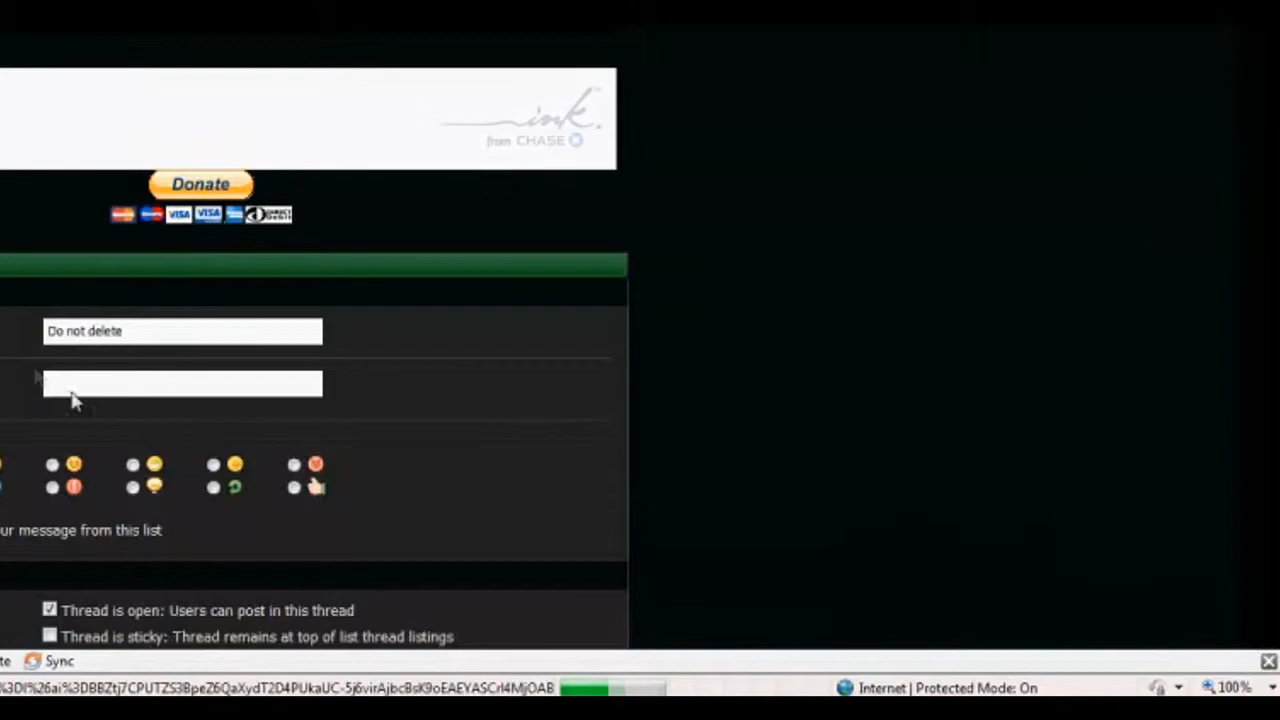 ink.
from CHASE
Donate
VISA VISA
Do not delete
ur message from this list
Thread is open: Users can post in this thread
Thread is sticky: Thread remains at top of list thread listings
te Sync
Internet | Protected Mode: On
100%